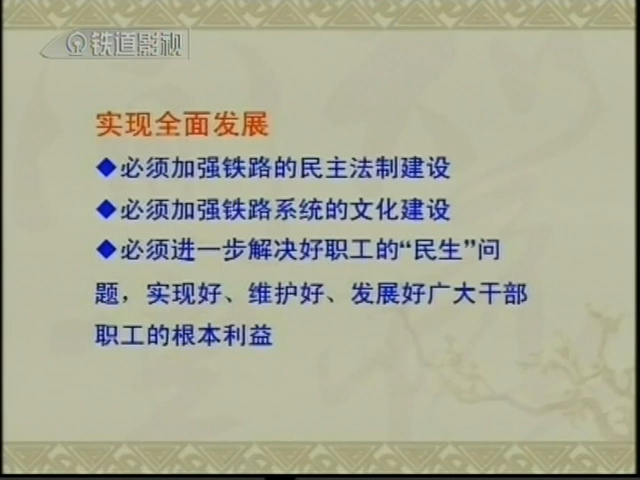 铁道影视
实现全面发展
◆必须加强铁路的民主法制建设
◆必须加强铁路系统的文化建设
◆必须进一步解决好职工的“民生”问
题，实现好、维护好、发展好广大干部
职工的根本利益